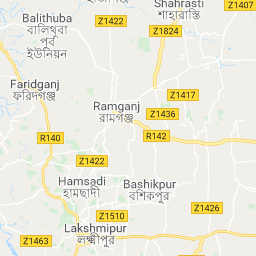 Shahrasti
শাহারাস্তি
Z1407
Balithuba
বালিথুবা
পূর্ব
ইউনিয়ন
Z1422
Z1824
Faridganj
ফরিদগঞ্জ
Z1417
Ramganj
রামগঞ্জ
Z1436
R140
R142
Z1422
Hamsadi
হামছাদী
Bashikpur
বশিকপুর
Z1510
Z1426
Lakshmipur
লক্ষ্মীপুর
Z1463